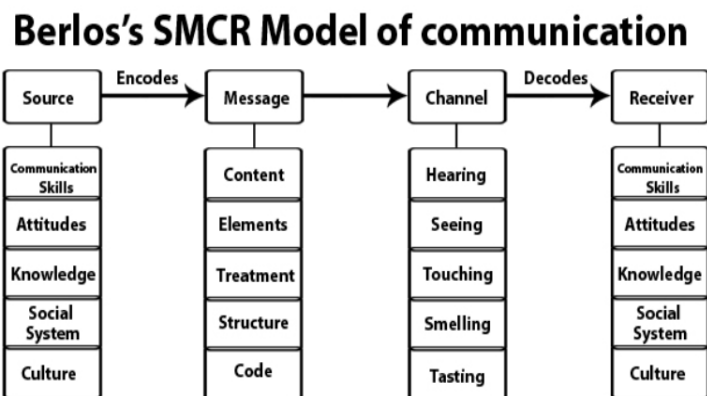 Berlos's SMCR Model of communication
Encodes
Decodes
Source
Message
Channel
Receiver
Communication
Skills
Attitudes
Knowledge
Social
System
Culture
Content
Elements
Treatment
Structure
Code
Hearing
Seeing
Touching
Smelling
Tasting
Communication
Skills
Attitudes
Knowledge
Social
System
Culture